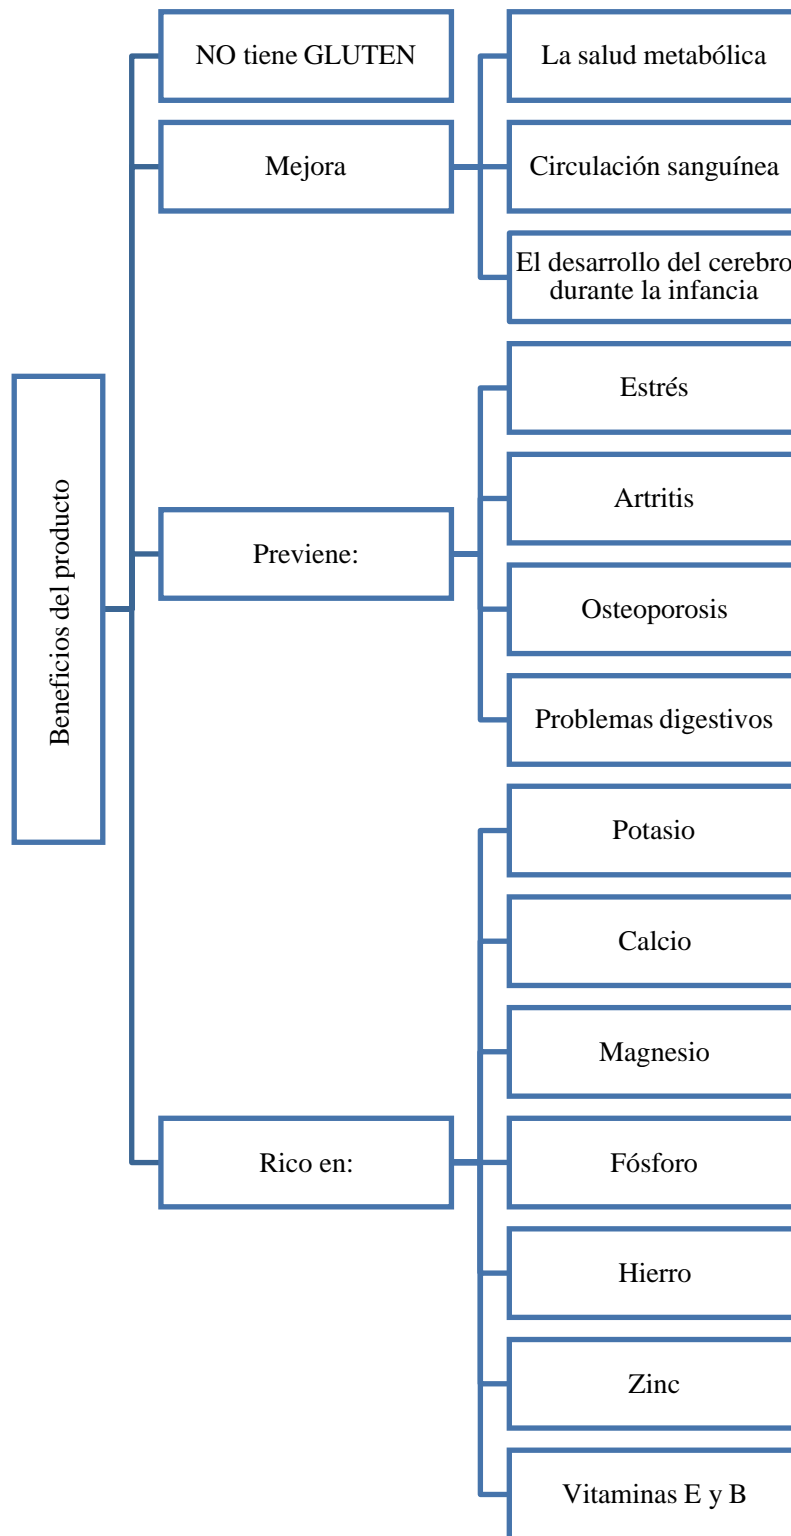 Beneficios del producto
NO tiene GLUTEN
Mejora
La salud metabólica
Circulación sanguínea
El desarrollo del cerebro
durante la infancia
Previene:
Estrés
Artritis
Osteoporosis
Problemas digestivos
Rico en:
Potasio
Calcio
Magnesio
Fósforo
Hierro
Zinc
Vitaminas E y B